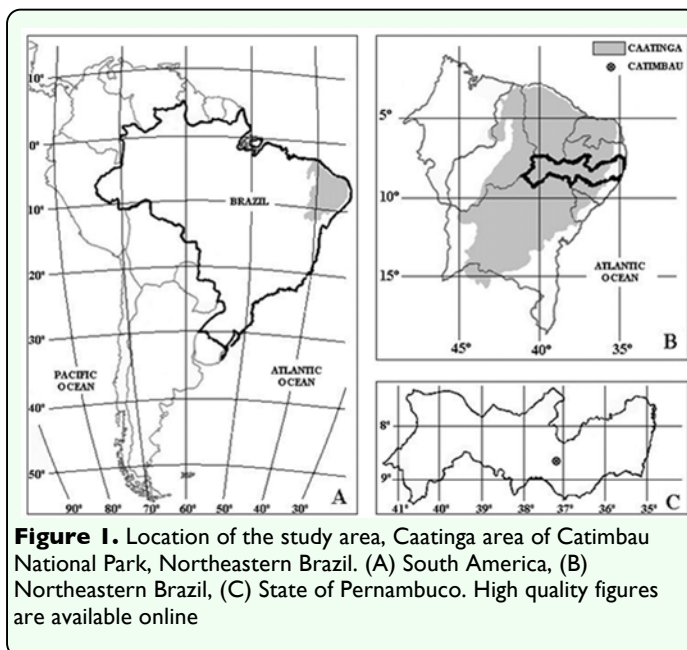 10°
0°
BRAZIL
10°
20°
30°
PACIFIC
OCEAN
ATLANTIC
OCEAN
40°
50°
90° 80° 70° 60° 50° 40° 30°
A
CAATINGA
CATIMBAU
5°
10°
15°
ATLANTIC
OCEAN
45° 40° 35°
B
8°
9°
41° 40° 39° 38° 37° 36° 35°
C
Figure 1. Location of the study area, Caatinga area of Catimbau
National Park, Northeastern Brazil. (A) South America, (B)
Northeastern Brazil, (C) State of Pernambuco. High quality figures
are available online